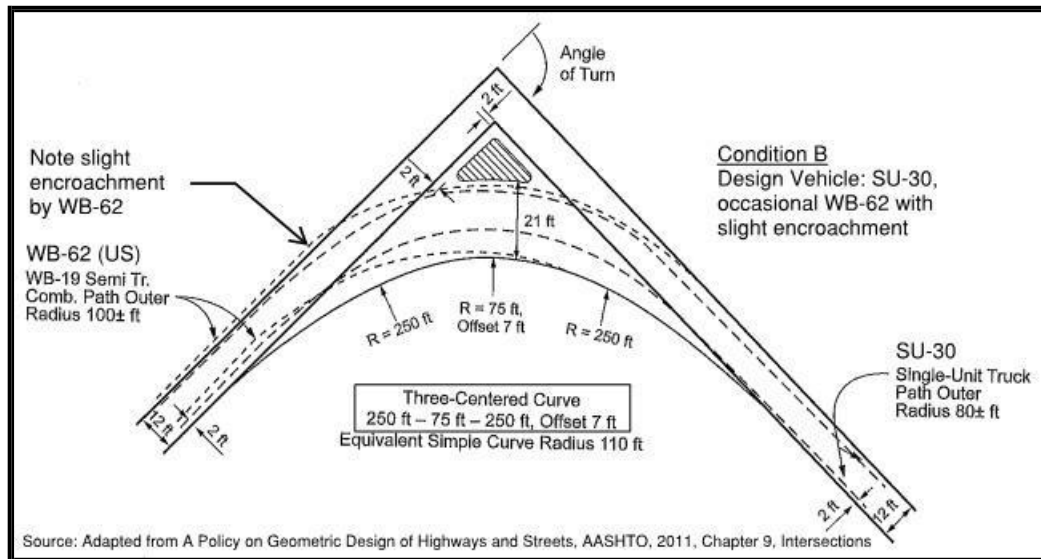 Angle
of Turn
2 ft
Note slight
encroachment
by WB-62
2 ft
Condition B
Design Vehicle: SU-30,
occasional WB-62 with
slight encroachment
21 ft
WB-62 (US)
WB-19 Semi Tr.
Comb. Path Outer
Radius 100± ft
R = 250 ft
R = 75 ft,
Offset 7 ft
R = 250 ft
SU-30
Single-Unit Truck
Path Outer
Radius 80± ft
12 ft
2 ft
Three-Centered Curve
250 ft – 75 ft – 250 ft, Offset 7 ft
Equivalent Simple Curve Radius 110 ft
2 ft
12 ft
Source: Adapted from A Policy on Geometric Design of Highways and Streets, AASHTO, 2011, Chapter 9, Intersections